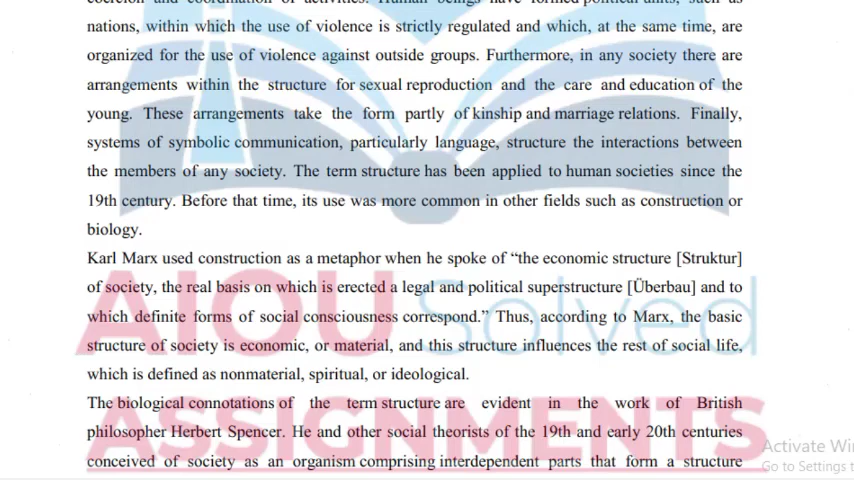 coercion and coordination of activities. Human beings have formed political units, such as
nations, within which the use of violence is strictly regulated and which, at the same time, are
organized for the use of violence against outside groups. Furthermore, in any society there are
arrangements within the structure for sexual reproduction and the care and education of the
young. These arrangements take the form partly of kinship and marriage relations. Finally,
systems of symbolic communication, particularly language, structure the interactions between
the members of any society. The term structure has been applied to human societies since the
19th century. Before that time, its use was more common in other fields such as construction or
biology.
Karl Marx used construction as a metaphor when he spoke of “the economic structure [Struktur]
of society, the real basis on which is erected a legal and political superstructure [Überbau] and to
which definite forms of social consciousness correspond.” Thus, according to Marx, the basic
structure of society is economic, or material, and this structure influences the rest of social life,
which is defined as nonmaterial, spiritual, or ideological.
The biological connotations of the term structure are evident in the work of British
philosopher Herbert Spencer. He and other social theorists of the 19th and early 20th centuries
conceived of society as an organism comprising interdependent parts that form a structure
AIOU Solved
ASSIGNMENTS
Activate Win
Go to Settings t